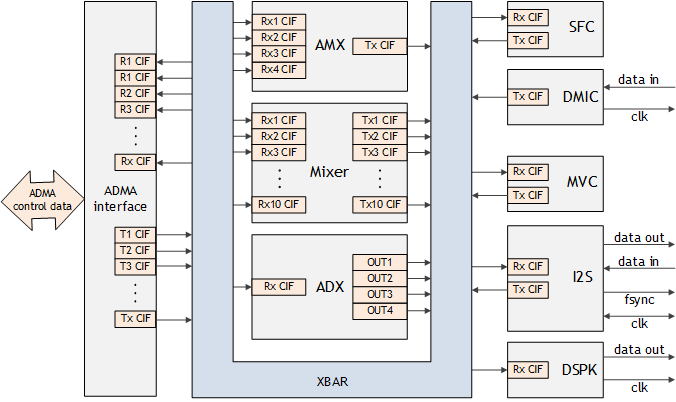 ADMA
control data
R1 CIF
R1 CIF
R2 CIF
R3 CIF
Rx CIF
ADMA
interface
T1 CIF
T2 CIF
T3 CIF
Tx CIF
Rx1 CIF
Rx2 CIF
Rx3 CIF
Rx4 CIF
AMX
Tx CIF
Rx1 CIF
Rx2 CIF
Rx3 CIF
Rx10 CIF
Mixer
Tx1 CIF
Tx2 CIF
Tx3 CIF
Tx10 CIF
Rx CIF
ADX
OUT1
OUT2
OUT3
OUT4
XBAR
Rx CIF
Tx CIF
SFC
Tx CIF
DMIC
data in
clk
Rx CIF
Tx CIF
MVC
Rx CIF
Tx CIF
I2S
data out
data in
fsync
clk
Rx CIF
DSPK
data out
clk